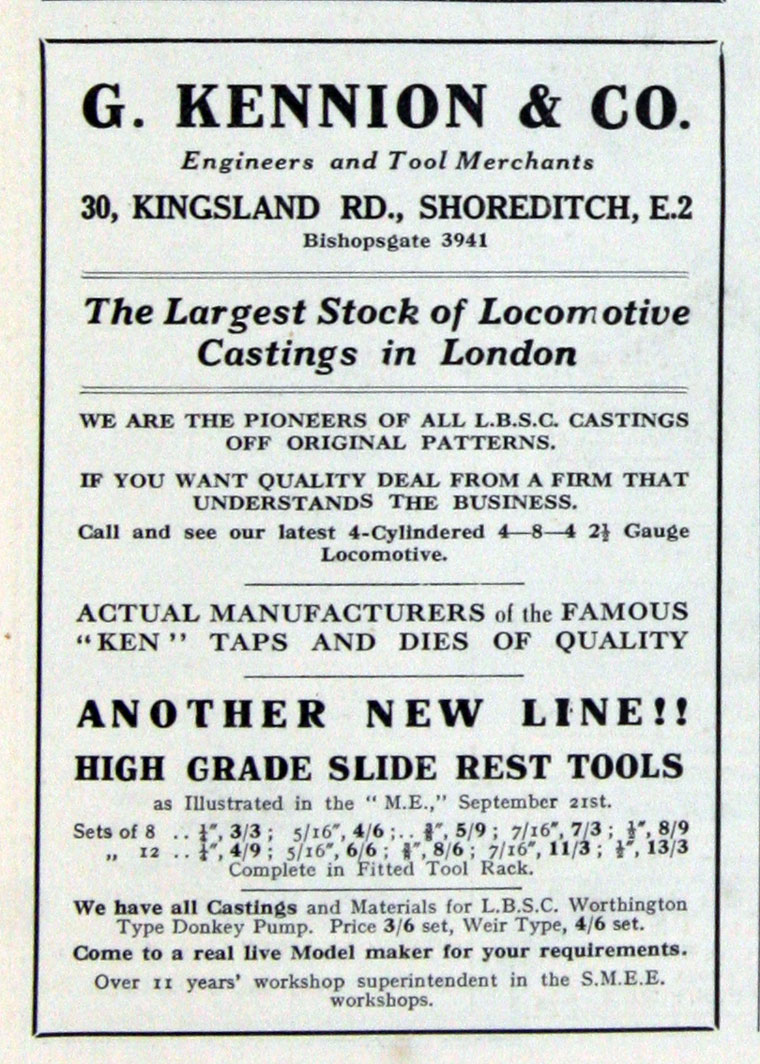 G. KENNION & CO.
Engineers and Tool Merchants
30, KINGSLAND RD., SHOREDITCH, E.2
Bishopsgate 3941
The Largest Stock of Locomotive
Castings in London
WE ARE THE PIONEERS OF ALL L.B.S.C. CASTINGS
OFF ORIGINAL PATTERNS.
IF YOU WANT QUALITY DEAL FROM A FIRM THAT
UNDERSTANDS THE BUSINESS.
Call and see our latest 4-Cylindered 4—8—4 2½ Gauge
Locomotive.
ACTUAL MANUFACTURERS of the FAMOUS
"KEN" TAPS AND DIES OF QUALITY
ANOTHER NEW LINE!!
HIGH GRADE SLIDE REST TOOLS
as Illustrated in the "M.E.," September 21st.
Sets of 8 .. ¼", 3/3 ; 5/16", 4/6 ;.. ⅜", 5/9 ; 7/16", 7/3 ; ½", 8/9
„ 12 .. ¼", 4/9 ; 5/16", 6/6 ; ⅜", 8/6 ; 7/16", 11/3 ; ½", 13/3
Complete in Fitted Tool Rack.
We have all Castings and Materials for L.B.S.C. Worthington
Type Donkey Pump. Price 3/6 set, Weir Type, 4/6 set.
Come to a real live Model maker for your requirements.
Over 11 years' workshop superintendent in the S.M.E.E.
workshops.